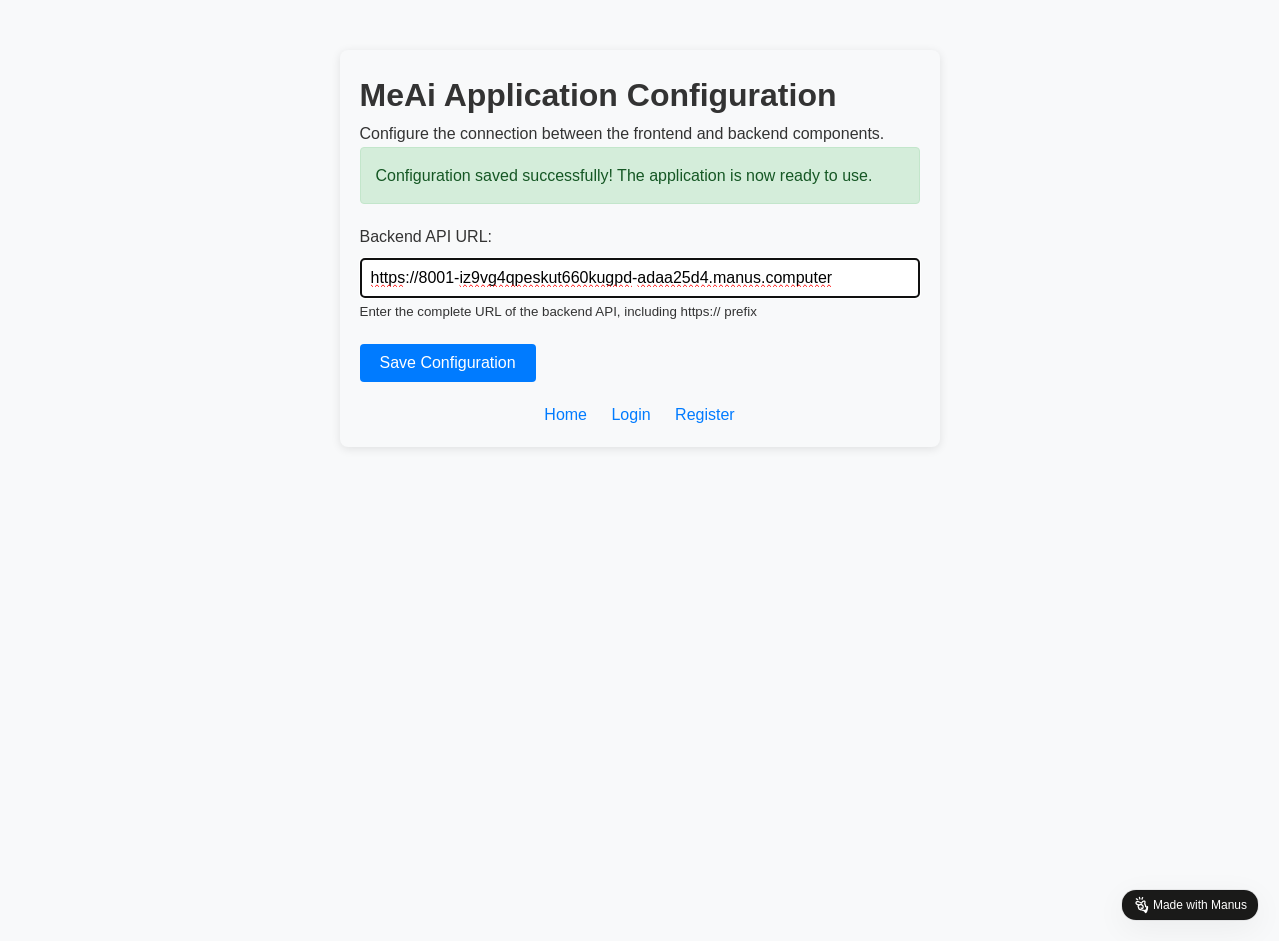 MeAi Application Configuration
Configure the connection between the frontend and backend components.
Configuration saved successfully! The application is now ready to use.
Backend API URL:
https://8001-iz9vg4qpeskut660kugpd-adaa25d4.manus.computer
Enter the complete URL of the backend API, including https:// prefix
Save Configuration
Home Login Register
Made with Manus